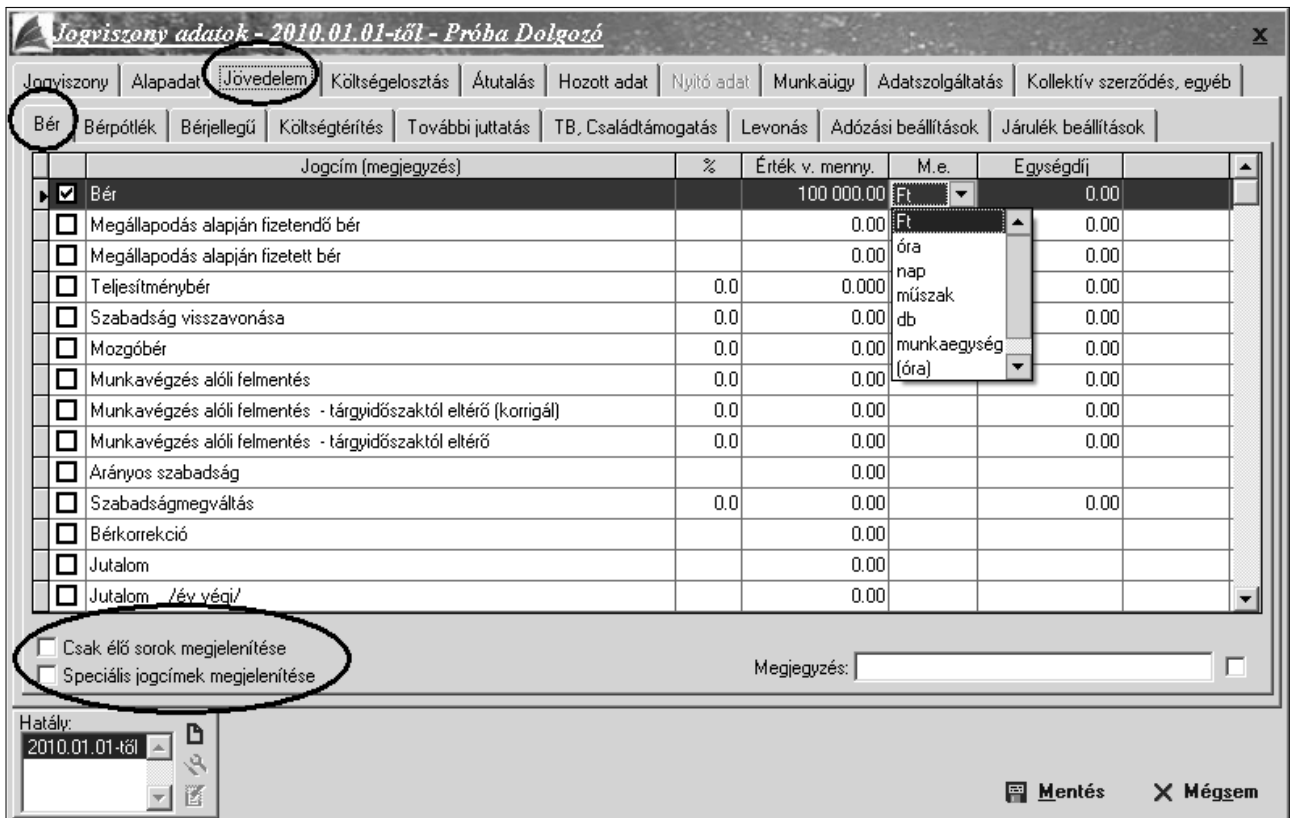 Jogviszony adatok - 2010.01.01-től - Próba Dolgozó x
Jogviszony Alapadat Jövedelem Költségelosztás Átutalás Hozott adat Nyitó adat Munkaügy Adatszolgáltatás Kollektív szerződés, egyéb
Bér Bérpótlék Bérjellegű Költségtérítés További juttatás TB, Családtámogatás Levonás Adózási beállítások Járulék beállítások
Jogcím (megjegyzés) % Érték v. menny. M.e. Egységdíj
Bér 100 000.00 Ft 0.00
Megállapodás alapján fizetendő bér 0.00 Ft 0.00
Megállapodás alapján fizetett bér 0.00 óra 0.00
Teljesítménybér 0.0 0.000 nap 0.00
műszak
Szabadság visszavonása 0.0 0.00 db 0.00
Mozgóbér 0.0 0.00 munkaegység 0.00
Munkavégzés alóli felmentés 0.0 0.00 (óra) 0.00
Munkavégzés alóli felmentés - tárgyidőszaktól eltérő (korrigál) 0.0 0.00 0.00
Munkavégzés alóli felmentés - tárgyidőszaktól eltérő 0.0 0.00 0.00
Arányos szabadság 0.00
Szabadságmegváltás 0.0 0.00 0.00
Bérkorrekció 0.00
Jutalom 0.00
Jutalom /év végi/ 0.00
Csak élő sorok megjelenítése
Speciális jogcímek megjelenítése
Megjegyzés:
Hatály:
2010.01.01-től
Mentés Mégsem